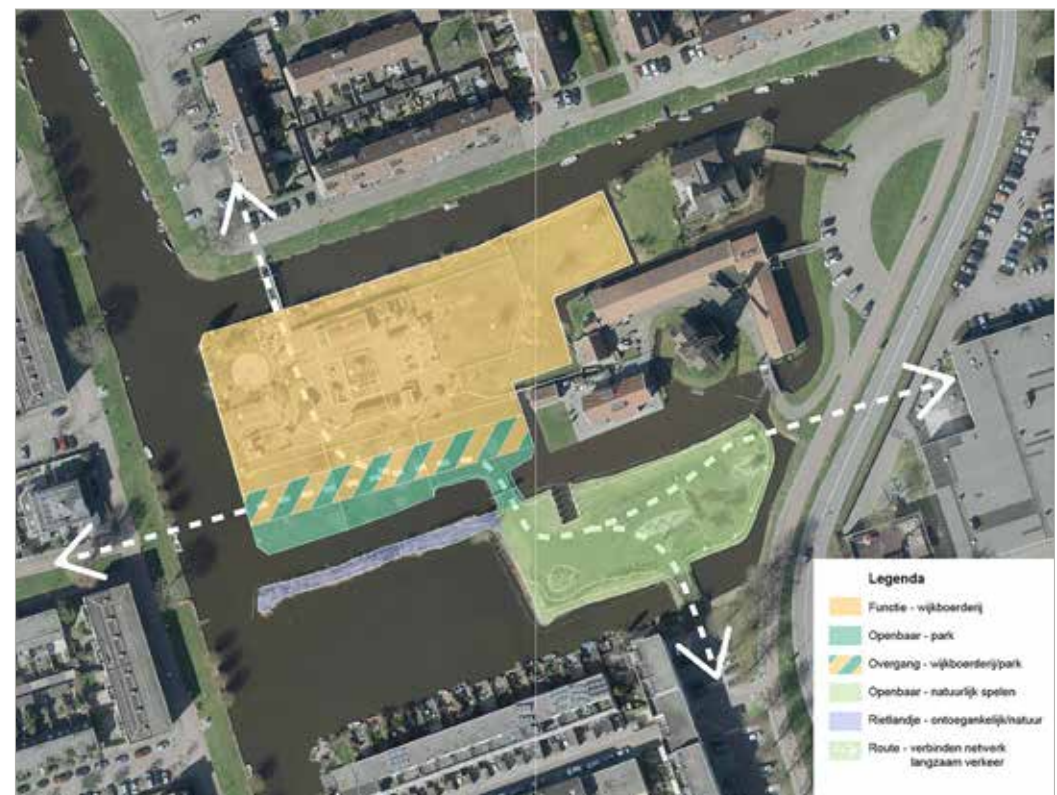 Legenda
Functie - wijkboerderij
Openbaar - park
Overgang - wijkboerderij/park
Openbaar - natuurlijk spelen
Rietlandje - ontoegankelijk/natuur
Route - verbinden netwerk
langzaam verkeer